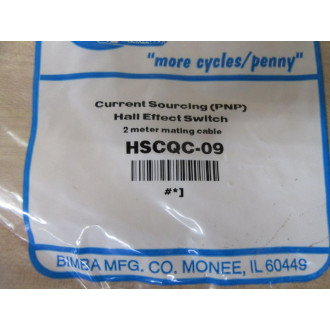 "more cycles/penny"
Current Sourcing (PNP)
Hall Effect Switch
2 meter mating cable
HSCQC-09
#*]
BIMBA MFG. CO. MONEE, IL 60449